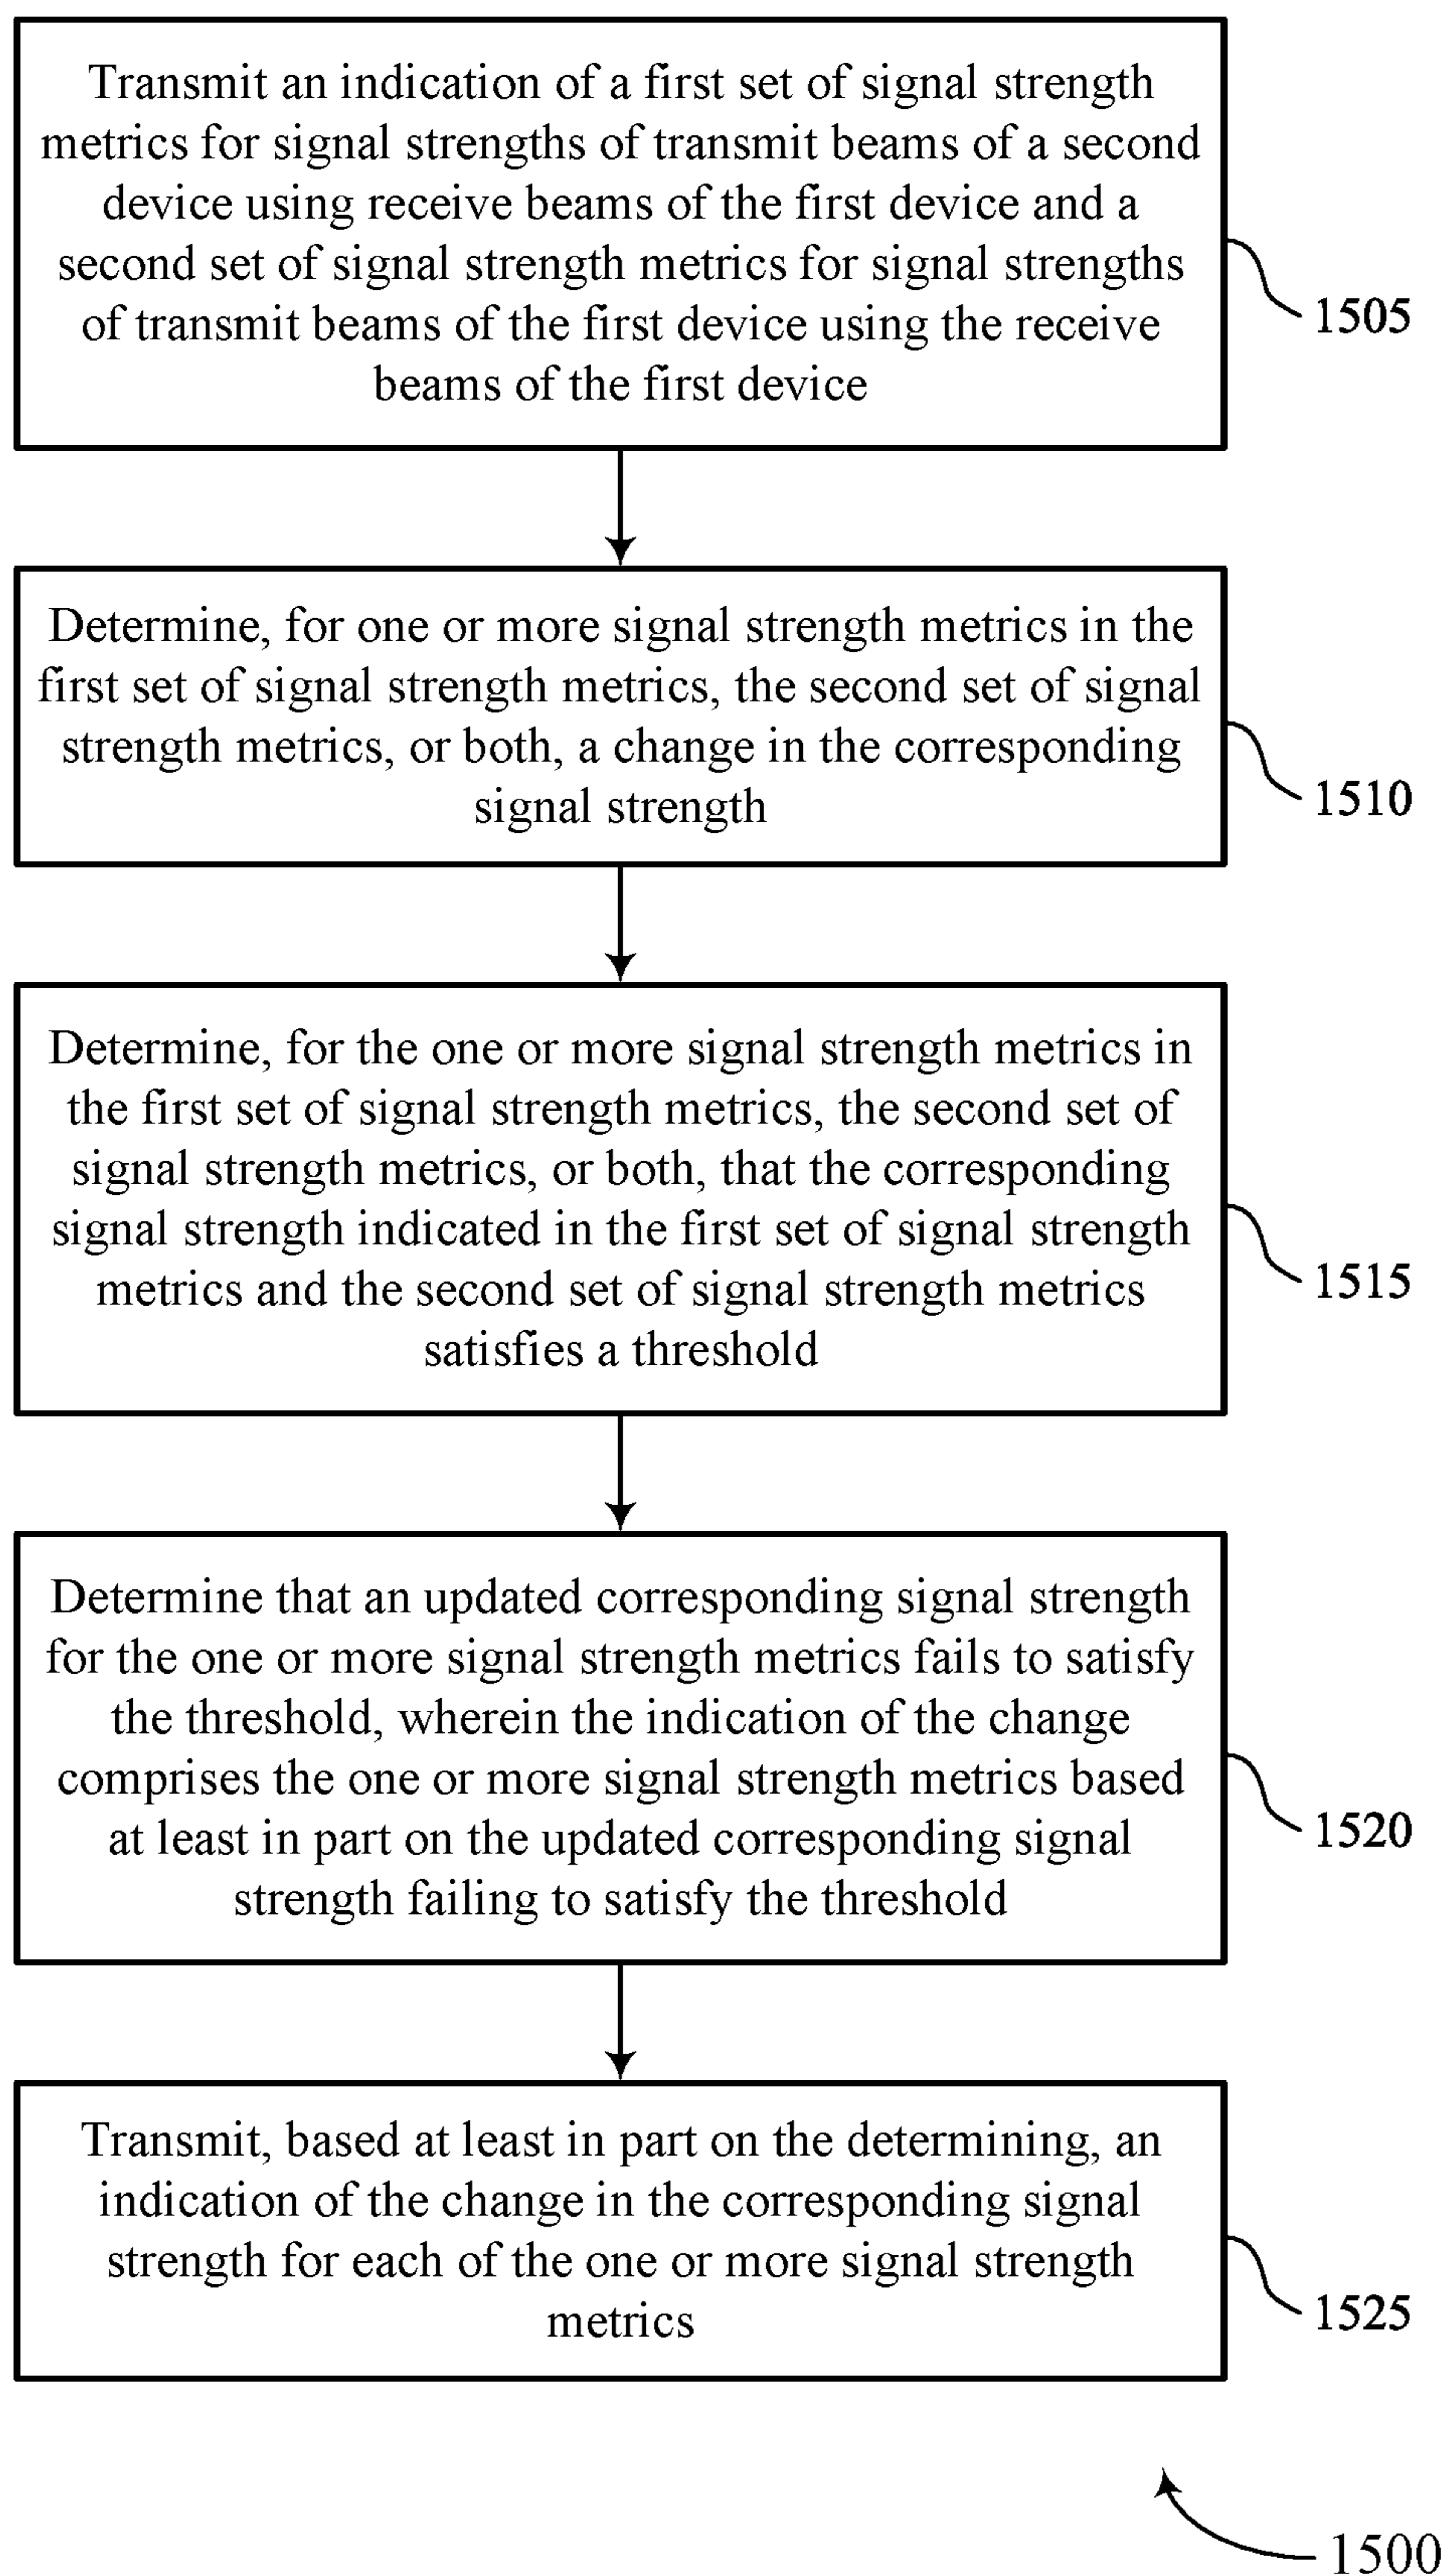 Transmit an indication of a first set of signal strength
metrics for signal strengths of transmit beams of a second
device using receive beams of the first device and a
second set of signal strength metrics for signal strengths
of transmit beams of the first device using the receive
beams of the first device
1505
Determine, for one or more signal strength metrics in the
first set of signal strength metrics, the second set of signal
strength metrics, or both, a change in the corresponding
signal strength
1510
Determine, for the one or more signal strength metrics in
the first set of signal strength metrics, the second set of
signal strength metrics, or both, that the corresponding
signal strength indicated in the first set of signal strength
metrics and the second set of signal strength metrics
satisfies a threshold
1515
Determine that an updated corresponding signal strength
for the one or more signal strength metrics fails to satisfy
the threshold, wherein the indication of the change
comprises the one or more signal strength metrics based
at least in part on the updated corresponding signal
strength failing to satisfy the threshold
1520
Transmit, based at least in part on the determining, an
indication of the change in the corresponding signal
strength for each of the one or more signal strength
metrics
1525
1500